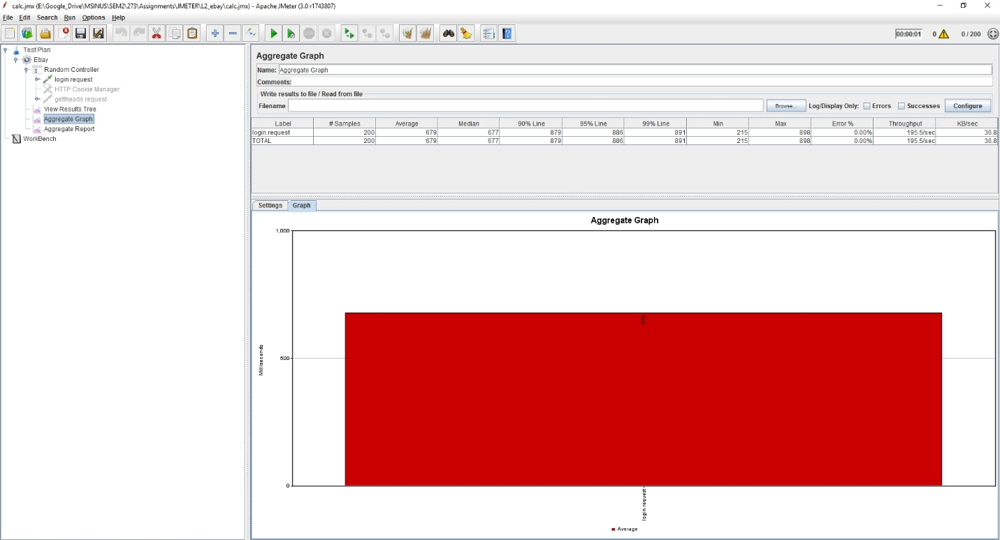 calc.jmx (E:\Google_Drive\MSINUS\SEM2\273\Assignments\JMETER\L2_ebay\calc.jmx) - Apache JMeter (3.0 r1743807)
File Edit Search Run Options Help
00:00:01 0 0 / 200
Test Plan
Ebay
Random Controller
login request
HTTP Cookie Manager
gettheads request
View Results Tree
Aggregate Graph
Aggregate Report
WorkBench
Aggregate Graph
Name: Aggregate Graph
Comments:
Write results to file / Read from file
Filename Browse... Log/Display Only: Errors Successes Configure
Label # Samples Average Median 90% Line 95% Line 99% Line Min Max Error % Throughput KB/sec
login request 200 679 677 879 886 891 215 898 0.00% 195.5/sec 36.8
TOTAL 200 679 677 879 886 891 215 898 0.00% 195.5/sec 36.8
Settings Graph
Aggregate Graph
1,000
679
Milliseconds
500
0
login request
Average